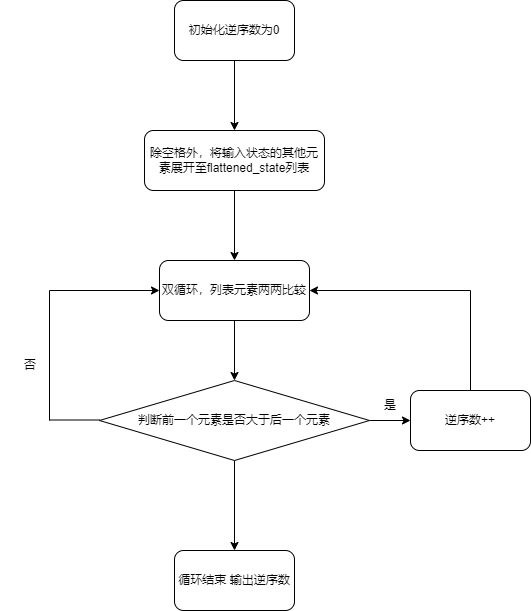 初始化逆序数为0
除空格外，将输入状态的其他元
素展开至flattened_state列表
双循环，列表元素两两比较
否
判断前一个元素是否大于后一个元素
是
逆序数++
循环结束 输出逆序数